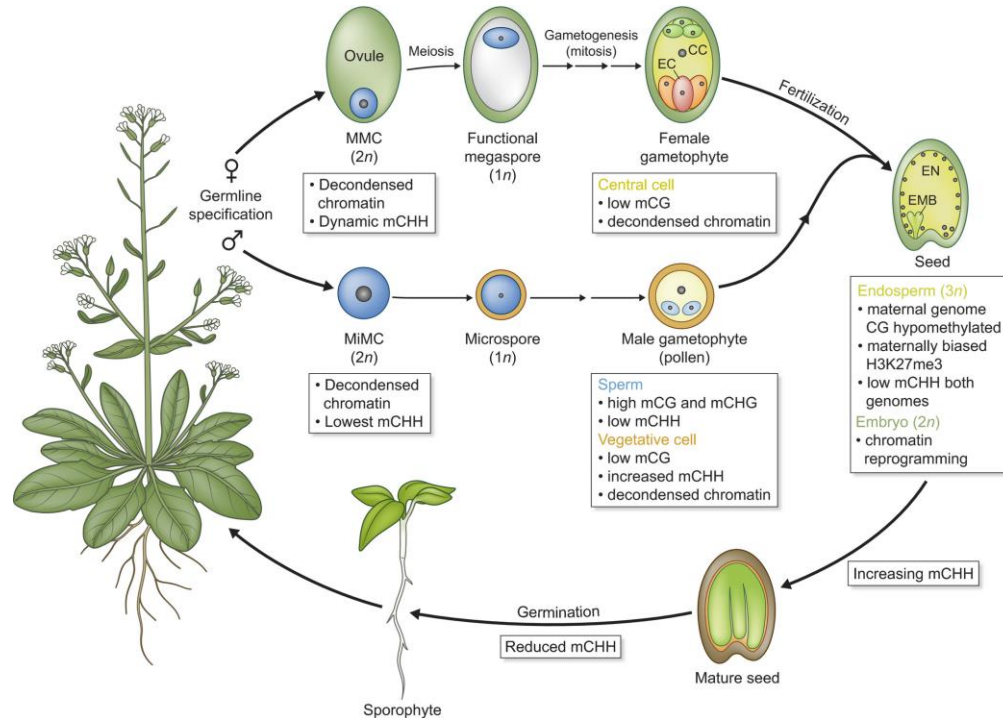 Ovule
Meiosis
Gametogenesis
(mitosis)
CC
EC
MMC
(2n)
Functional
megaspore
(1n)
Female
gametophyte
Fertilization
♀
Germline
specification
♂
• Decondensed
chromatin
• Dynamic mCHH
Central cell
• low mCG
• decondensed chromatin
EN
EMB
Seed
MiMC
(2n)
Microspore
(1n)
Male gametophyte
(pollen)
• Decondensed
chromatin
• Lowest mCHH
Sperm
• high mCG and mCHG
• low mCHH
Vegetative cell
• low mCG
• increased mCHH
• decondensed chromatin
Endosperm (3n)
• maternal genome
CG hypomethylated
• maternally biased
H3K27me3
• low mCHH both
genomes
Embryo (2n)
• chromatin
reprogramming
Increasing mCHH
Germination
Reduced mCHH
Mature seed
Sporophyte